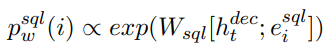 p_w^{sql}(i) ∝ exp(W_{sql}[h_t^{dec}; e_i^{sql}])